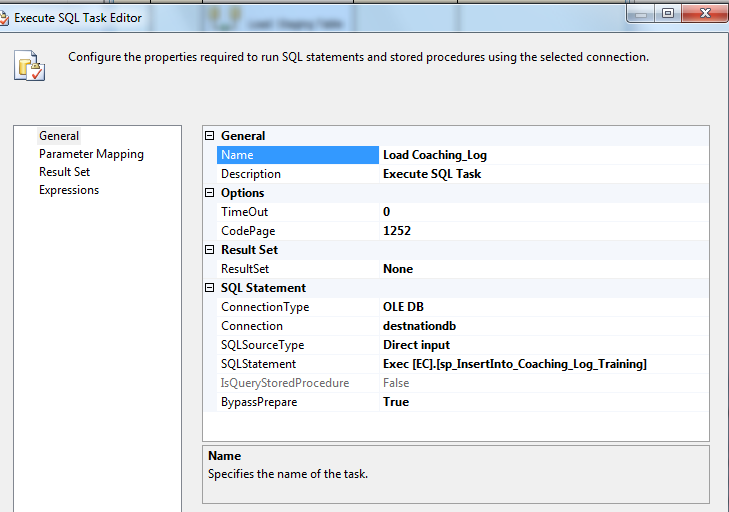 Load Staging Table
Execute SQL Task Editor
Configure the properties required to run SQL statements and stored procedures using the selected connection.
General
Parameter Mapping
Result Set
Expressions
General
Name Load Coaching_Log
Description Execute SQL Task
Options
TimeOut 0
CodePage 1252
Result Set
ResultSet None
SQL Statement
ConnectionType OLE DB
Connection destnationdb
SQLSourceType Direct input
SQLStatement Exec [EC].[sp_InsertInto_Coaching_Log_Training]
IsQueryStoredProcedure False
BypassPrepare True
Name
Specifies the name of the task.